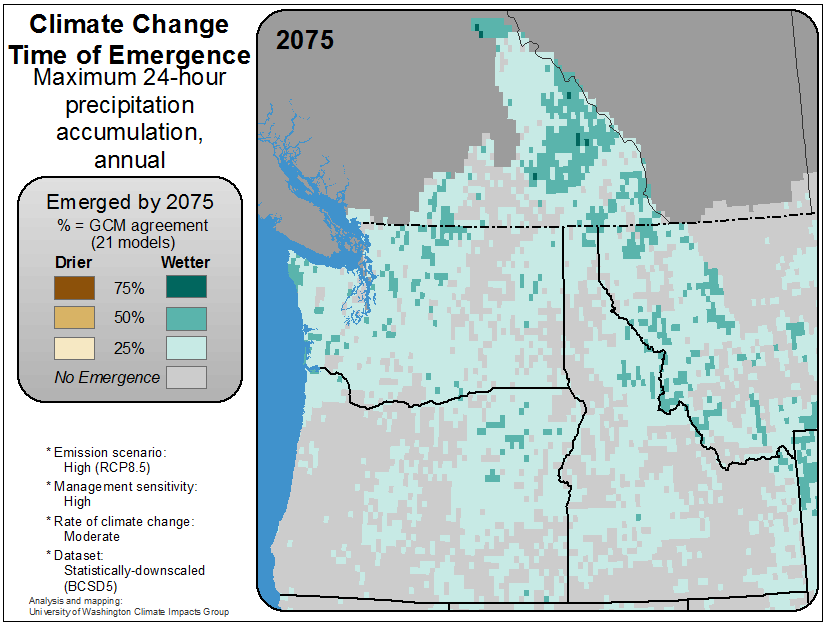 Climate Change
Time of Emergence
Maximum 24-hour
precipitation
accumulation,
annual
2075
Emerged by 2075
% = GCM agreement
(21 models)
Drier Wetter
75%
50%
25%
No Emergence
* Emission scenario:
High (RCP8.5)
* Management sensitivity:
High
* Rate of climate change:
Moderate
* Dataset:
Statistically-downscaled
(BCSD5)
Analysis and mapping:
University of Washington Climate Impacts Group